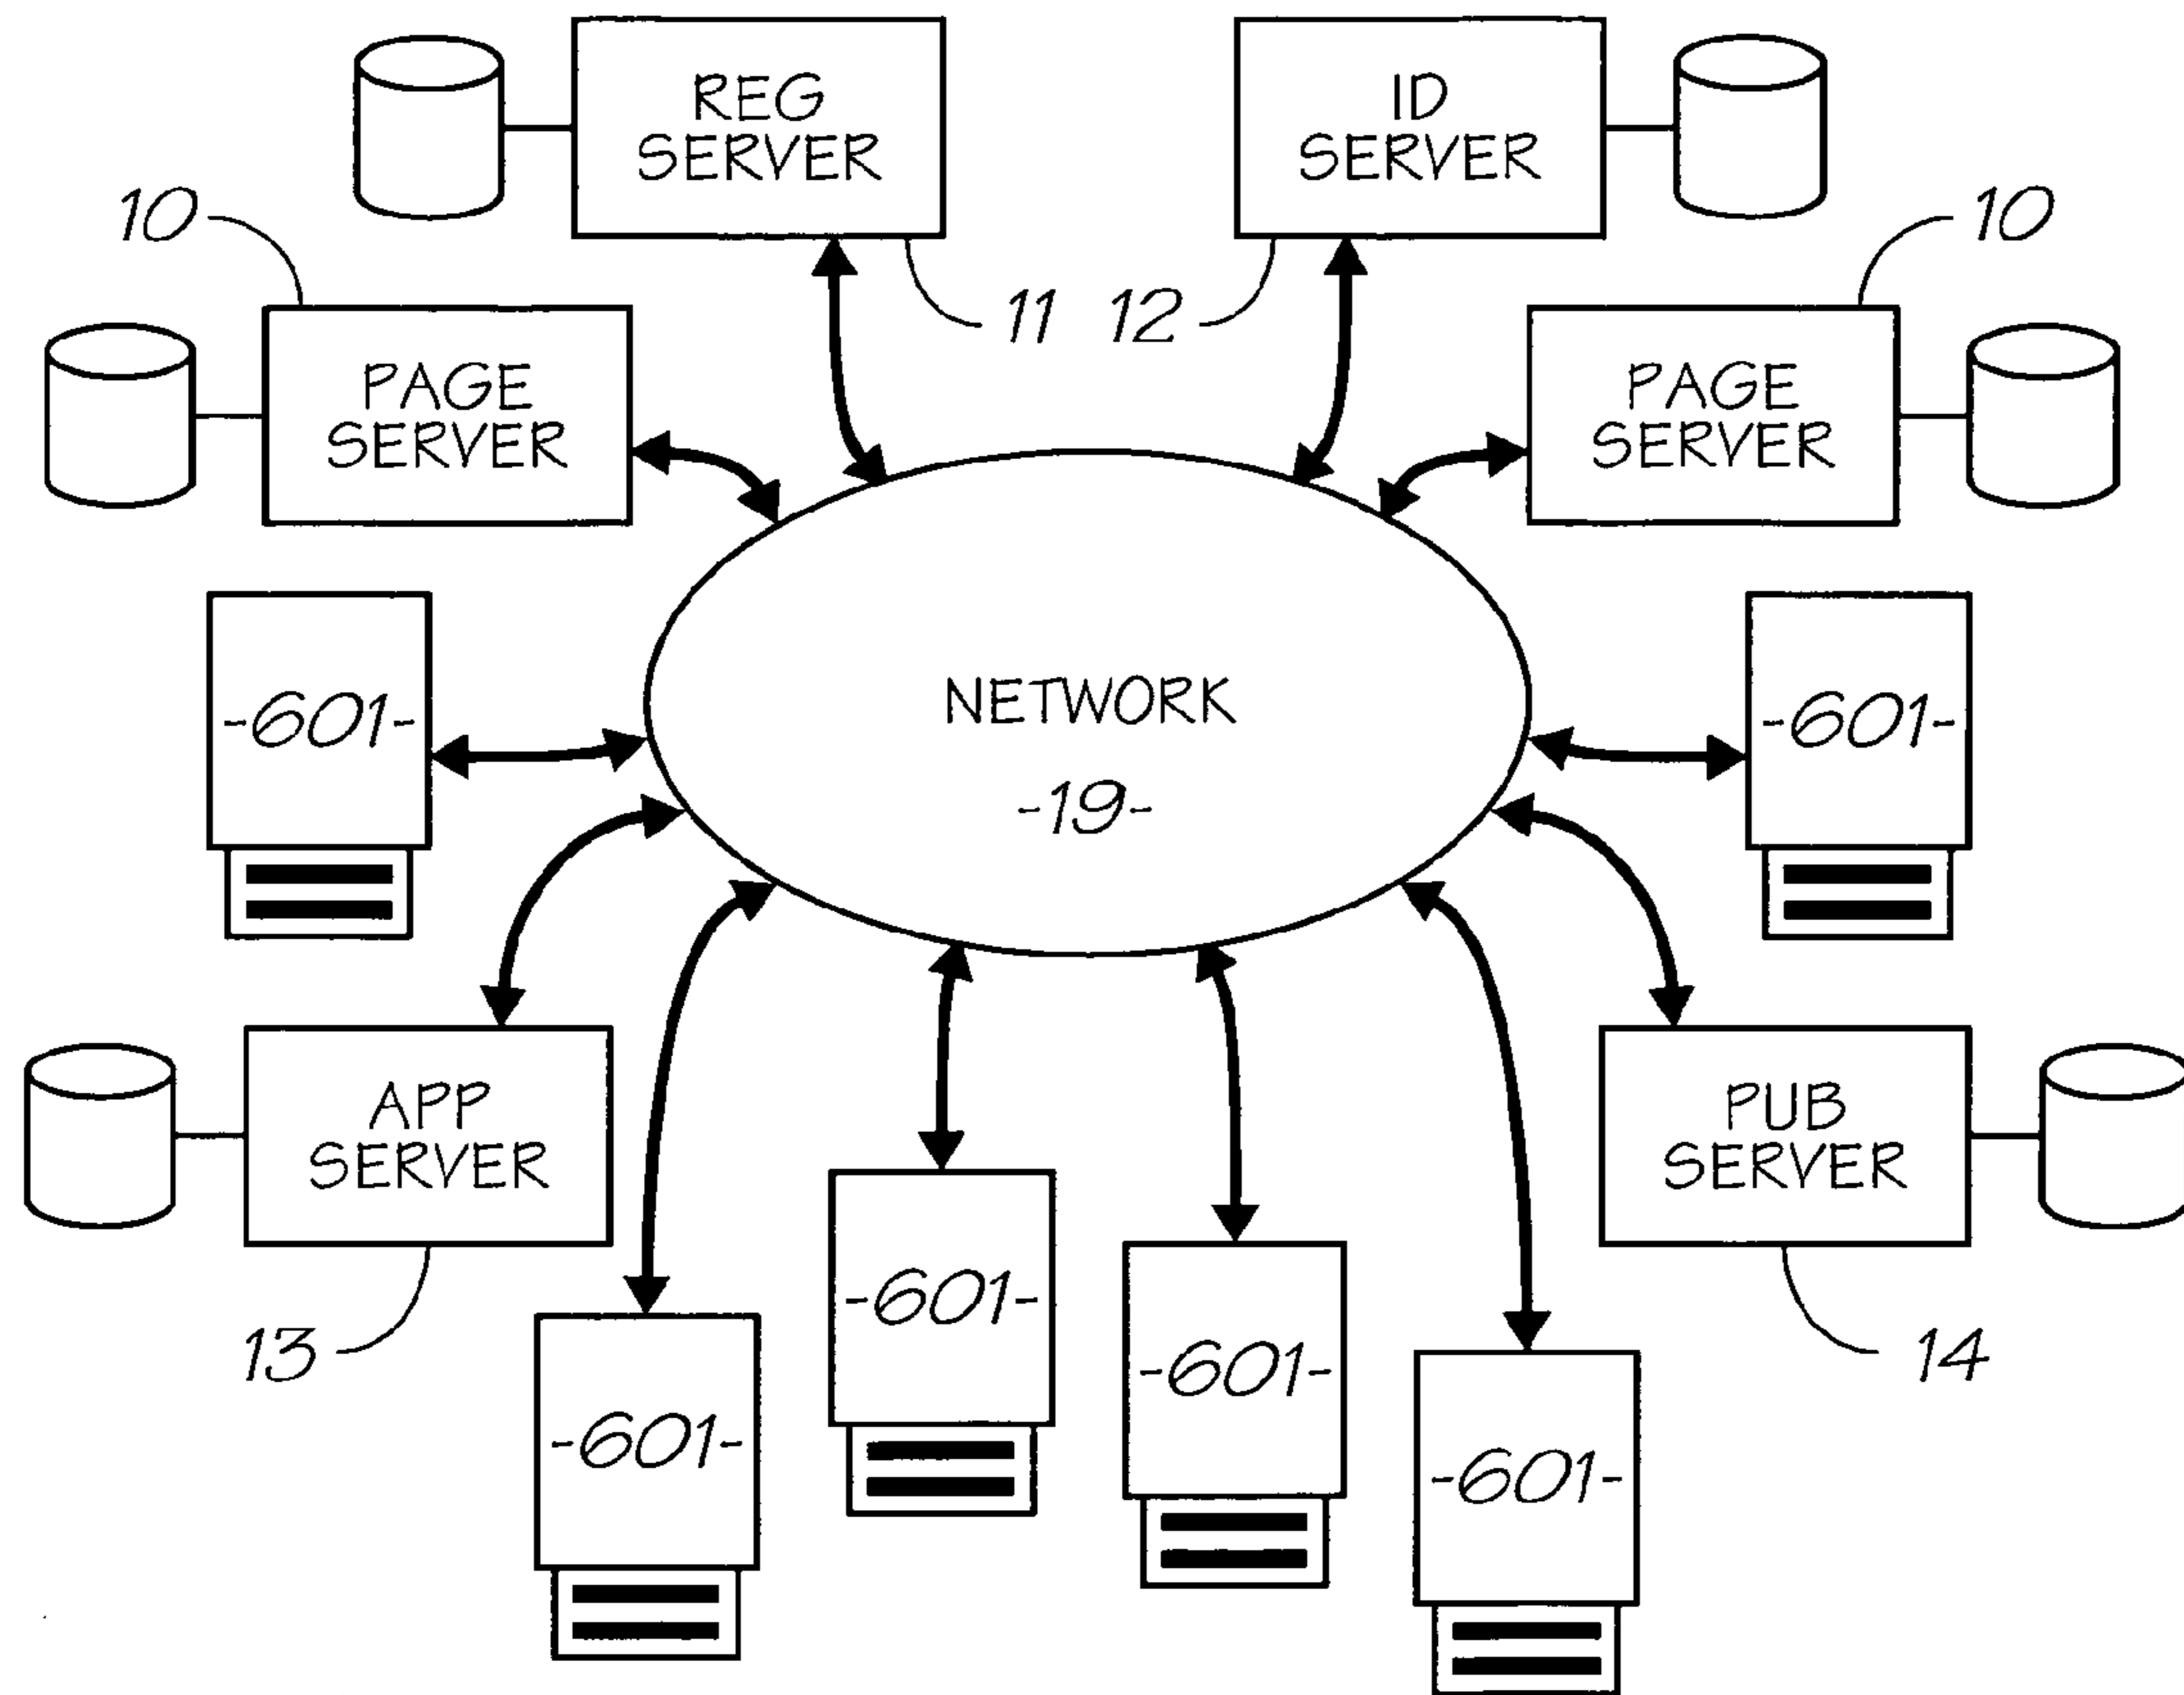 REG
SERVER
ID
SERVER
10
10
11
12
PAGE
SERVER
PAGE
SERVER
-601-
NETWORK
-19-
-601-
APP
SERVER
PUB
SERVER
-601-
-601-
13
14
-601-
-601-